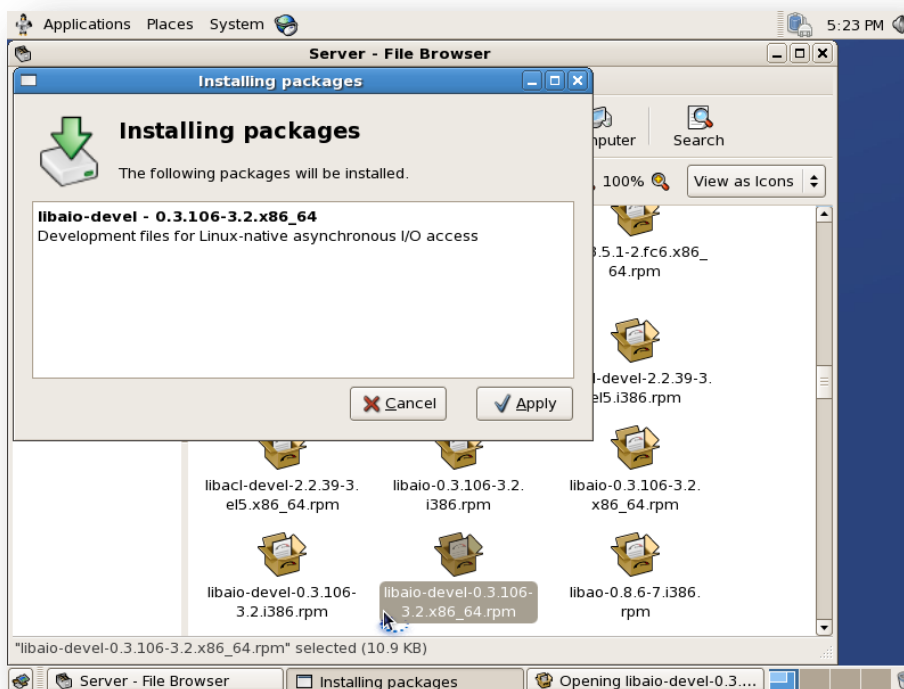 Applications Places System 5:23 PM
Server - File Browser
Installing packages
Installing packages
The following packages will be installed.
libaio-devel - 0.3.106-3.2.x86_64
Development files for Linux-native asynchronous I/O access
Cancel Apply
Search
100% View as Icons
.5.1-2.fc6.x86_
64.rpm
-devel-2.2.39-3.
el5.i386.rpm
libacl-devel-2.2.39-3.
el5.x86_64.rpm
libaio-0.3.106-3.2.
i386.rpm
libaio-0.3.106-3.2.
x86_64.rpm
libaio-devel-0.3.106-
3.2.i386.rpm
libaio-devel-0.3.106-
3.2.x86_64.rpm
libao-0.8.6-7.i386.
rpm
"libaio-devel-0.3.106-3.2.x86_64.rpm" selected (10.9 KB)
Server - File Browser Installing packages Opening libaio-devel-0.3....